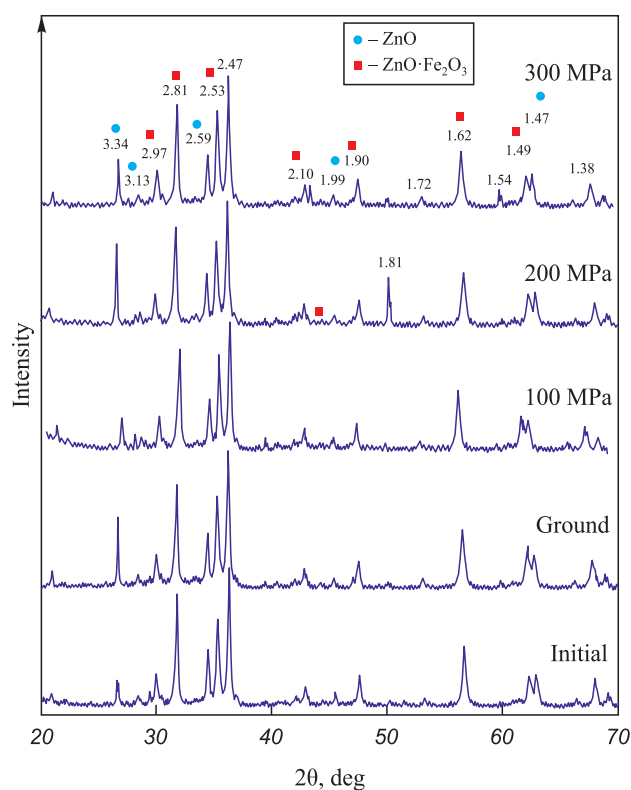 – ZnO
– ZnO·Fe₂O₃
300 MPa
2.47
2.81
2.53
3.34
2.97
2.59
3.13
2.10
1.99
1.90
1.72
1.62
1.54
1.49
1.47
1.38
200 MPa
1.81
100 MPa
Ground
Initial
Intensity
20 30 40 50 60 70
2θ, deg